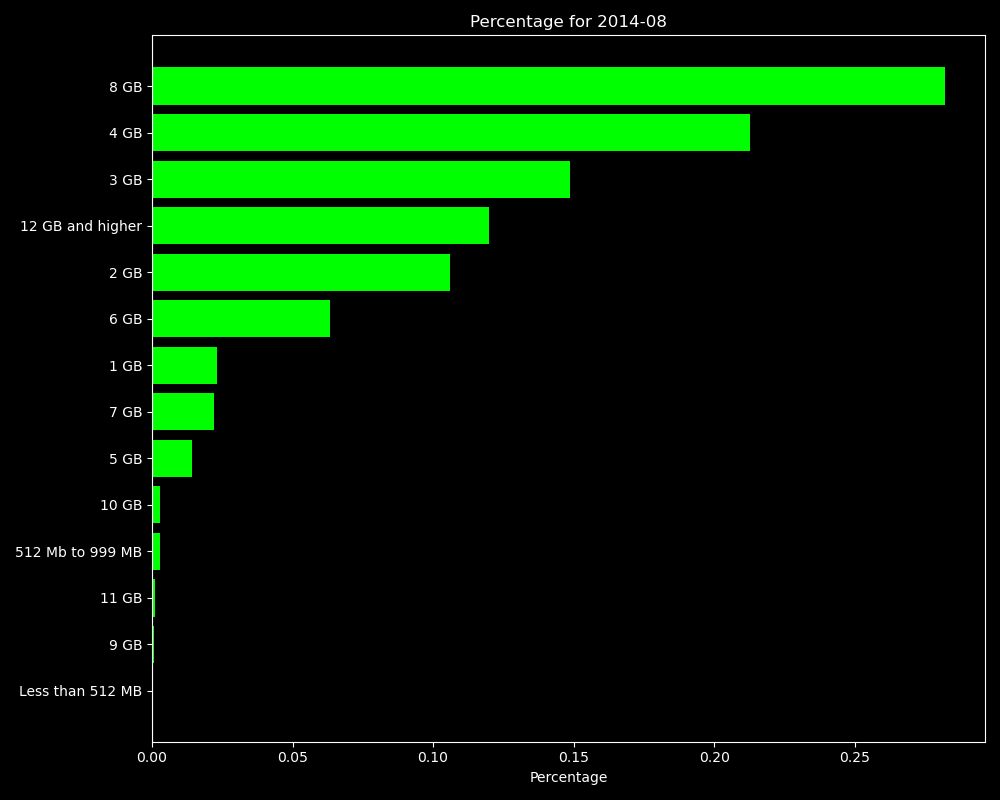 Percentage for 2014-08
8 GB
4 GB
3 GB
12 GB and higher
2 GB
6 GB
1 GB
7 GB
5 GB
10 GB
512 Mb to 999 MB
11 GB
9 GB
Less than 512 MB
0.00 0.05 0.10 0.15 0.20 0.25
Percentage